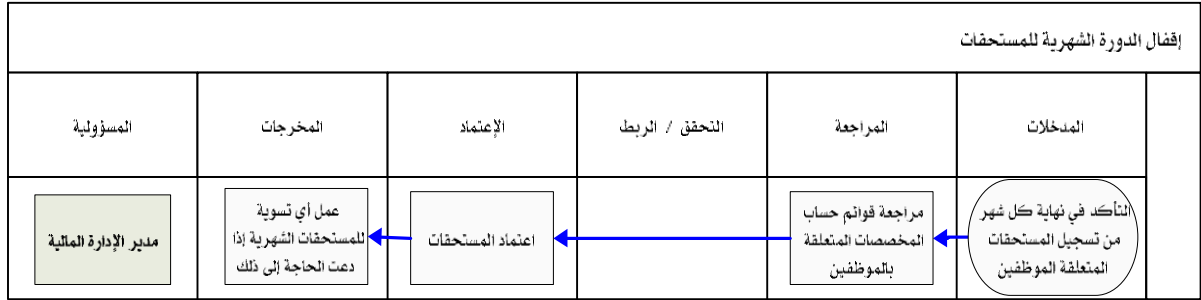 إقفال الدورة الشهرية للمستحقات
المدخلات
المراجعة
التحقق / الربط
الإعتماد
المخرجات
المسؤولية
التأكد في نهاية كل شهر
من تسجيل المستحقات
المتعلقة الموظفين
مراجعة قوائم حساب
المخصصات المتعلقة
بالموظفين
اعتماد المستحقات
عمل أي تسوية
للمستحقات الشهرية إذا
دعت الحاجة إلى ذلك
مدير الإدارة المالية